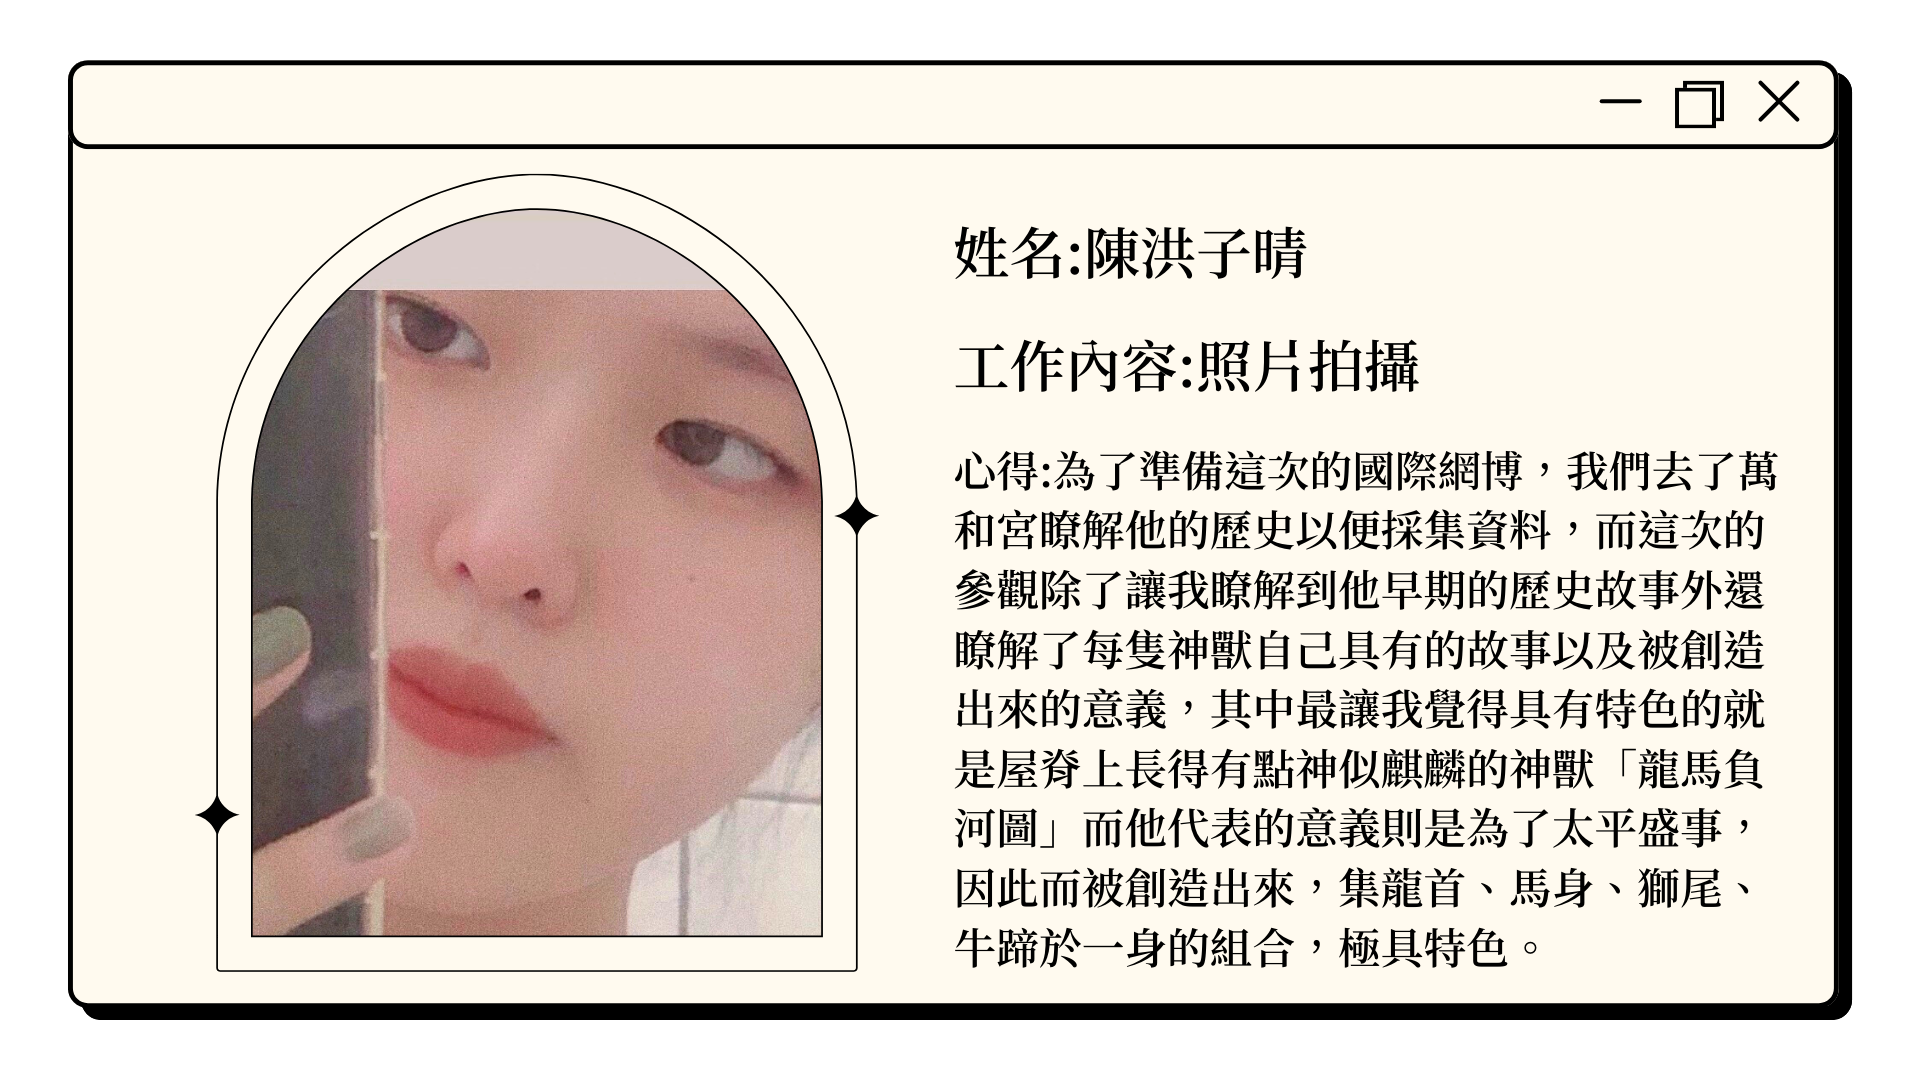 姓名:陳洪子晴
工作內容:照片拍攝
心得:為了準備這次的國際網博，我們去了萬
和宮瞭解他的歷史以便採集資料，而這次的
參觀除了讓我瞭解到他早期的歷史故事外還
瞭解了每隻神獸自己具有的故事以及被創造
出來的意義，其中最讓我覺得具有特色的就
是屋脊上長得有點神似麒麟的神獸「龍馬負
河圖」而他代表的意義則是為了太平盛事，
因此而被創造出來，集龍首、馬身、獅尾、
牛蹄於一身的組合，極具特色。